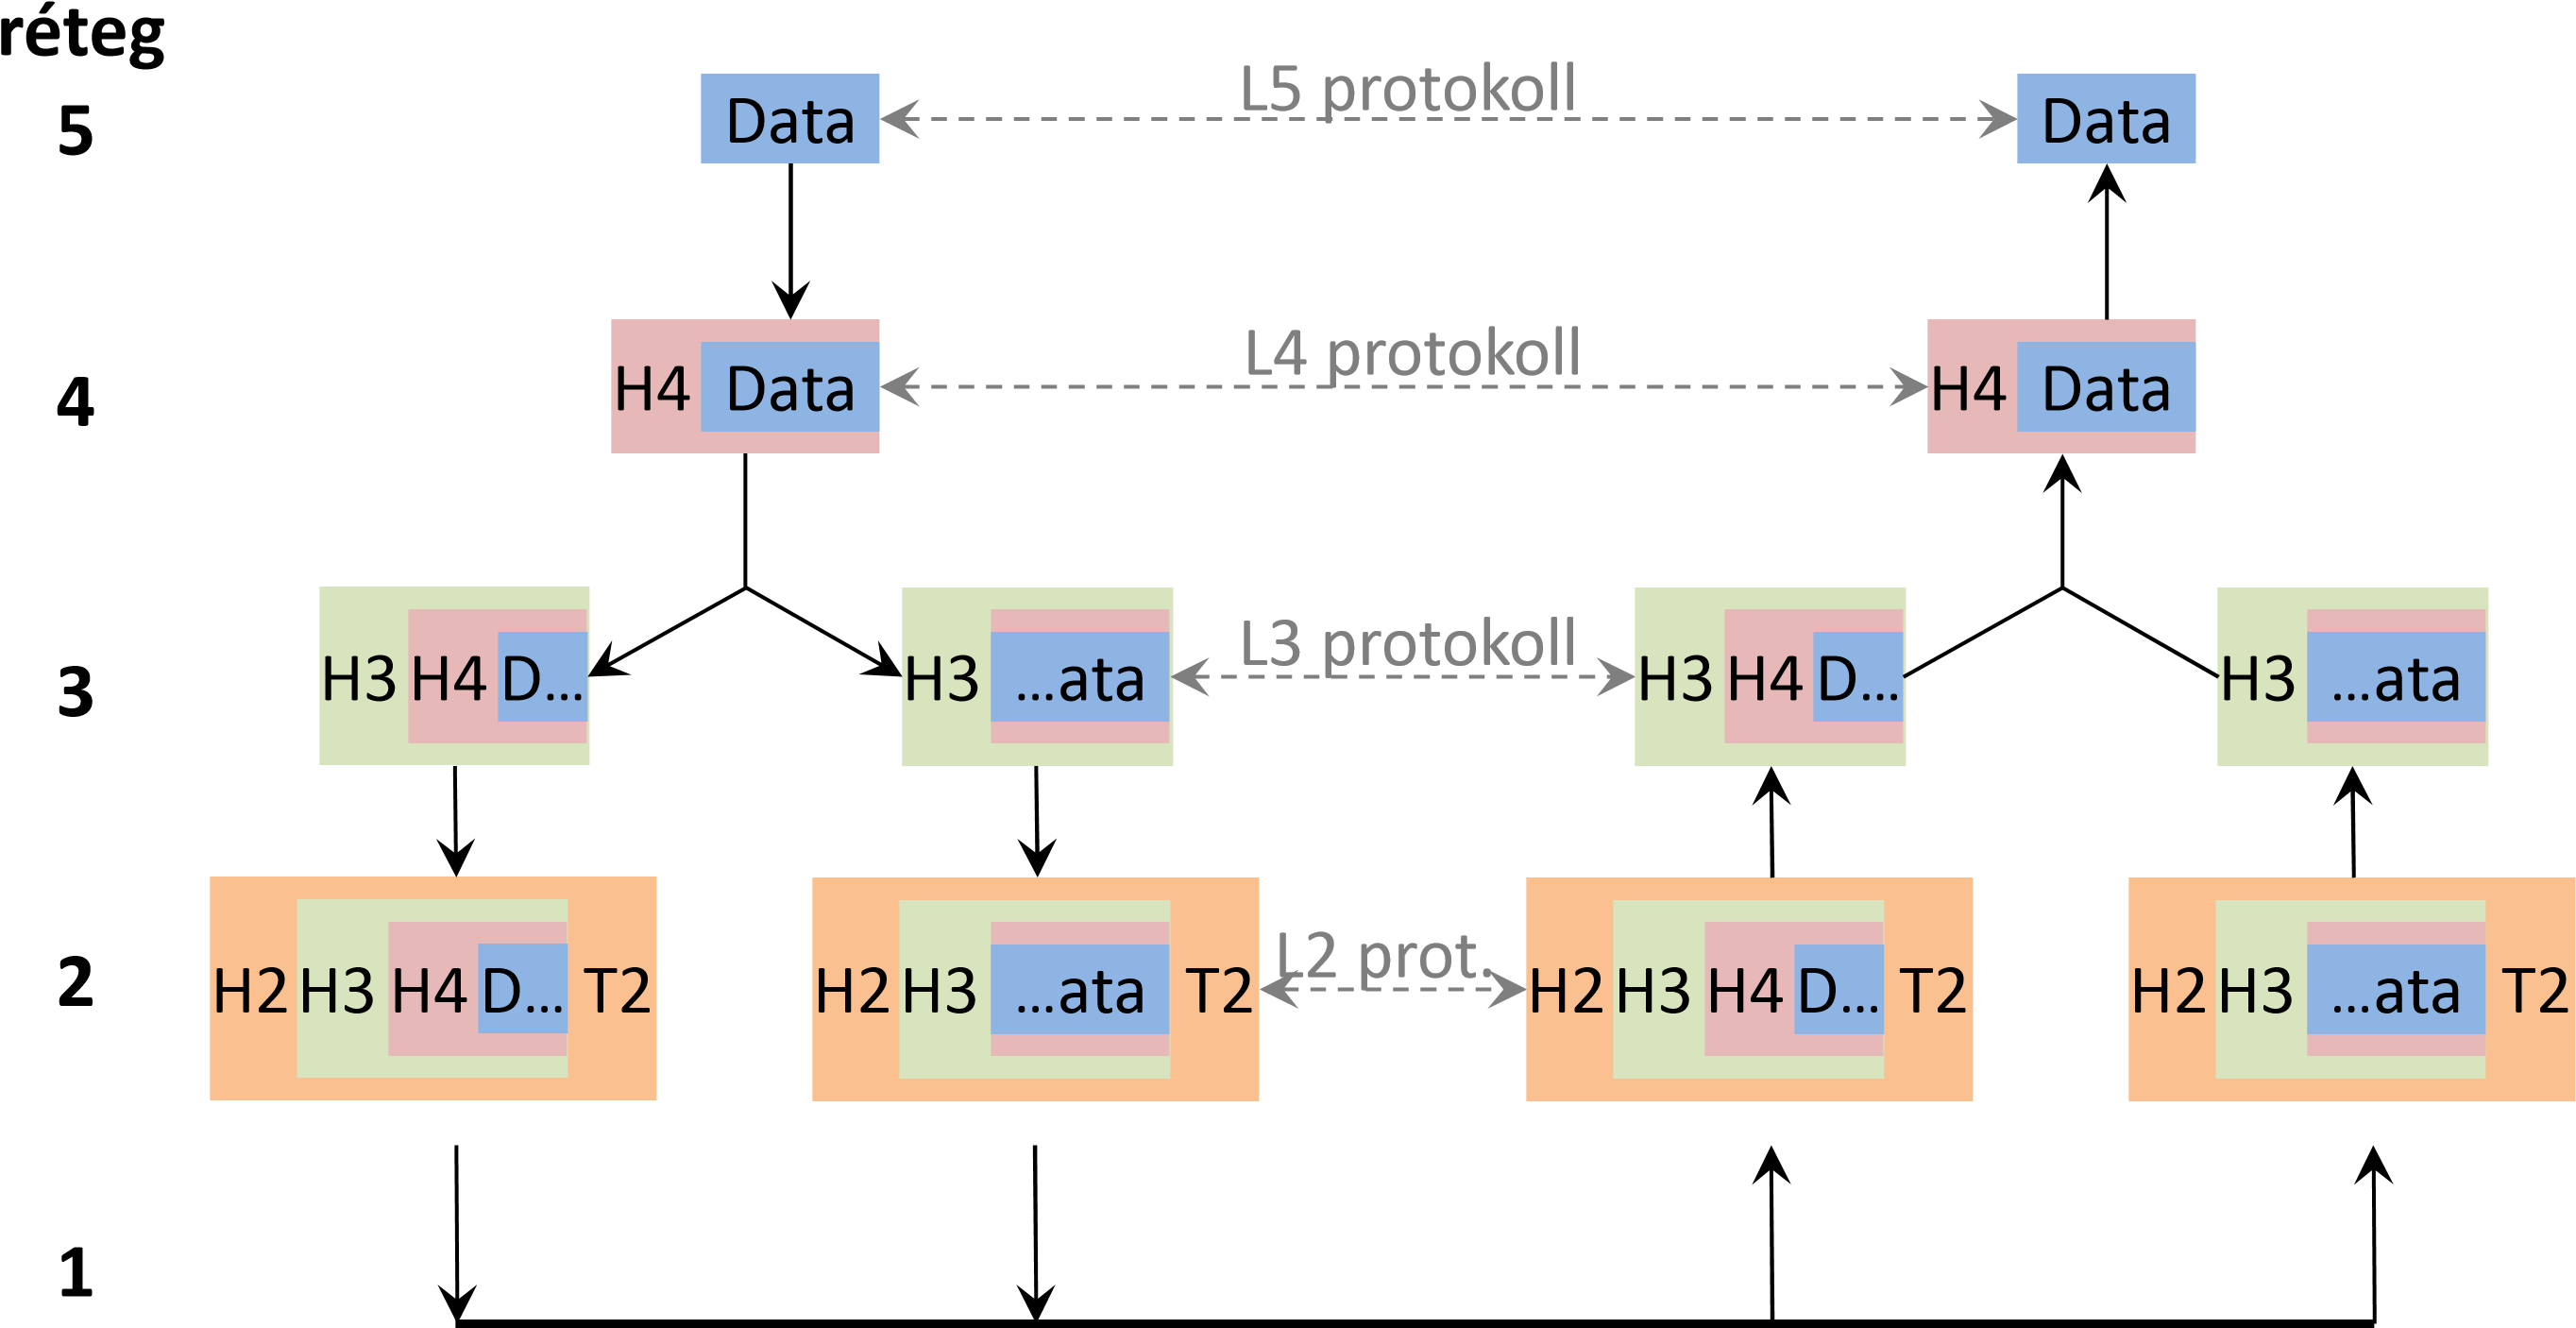 réteg
5
Data
L5 protokoll
Data
4
H4 Data
L4 protokoll
H4 Data
3
H3 H4 D...
H3 ...ata
L3 protokoll
H3 H4 D...
H3 ...ata
2
H2 H3 H4 D... T2
H2 H3 ...ata T2
L2 prot.
H2 H3 H4 D... T2
H2 H3 ...ata T2
1